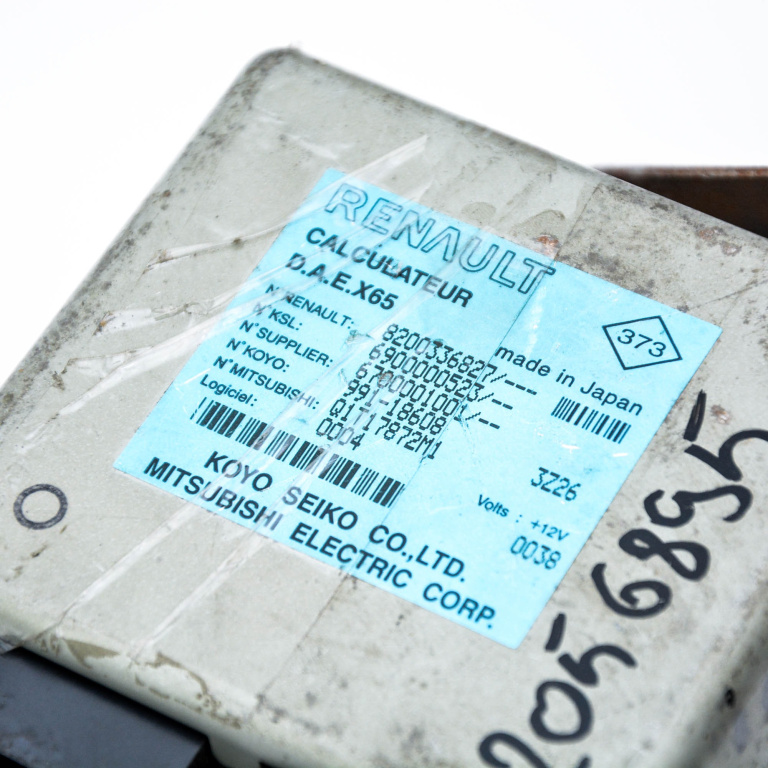 RENAULT
CALCULATEUR
D.A.E.X65
N°RENAULT: 8200336827/---
N°KSL: 6900000523/--
N°SUPPLIER: 6700001001/--
N°KOYO: 991-18608
N°MITSUBISHI: Q1T17872M1
Logiciel: 0004
made in Japan
373
3Z26
Volts : +12V
0038
KOYO SEIKO CO.,LTD.
MITSUBISHI ELECTRIC CORP.
2056895